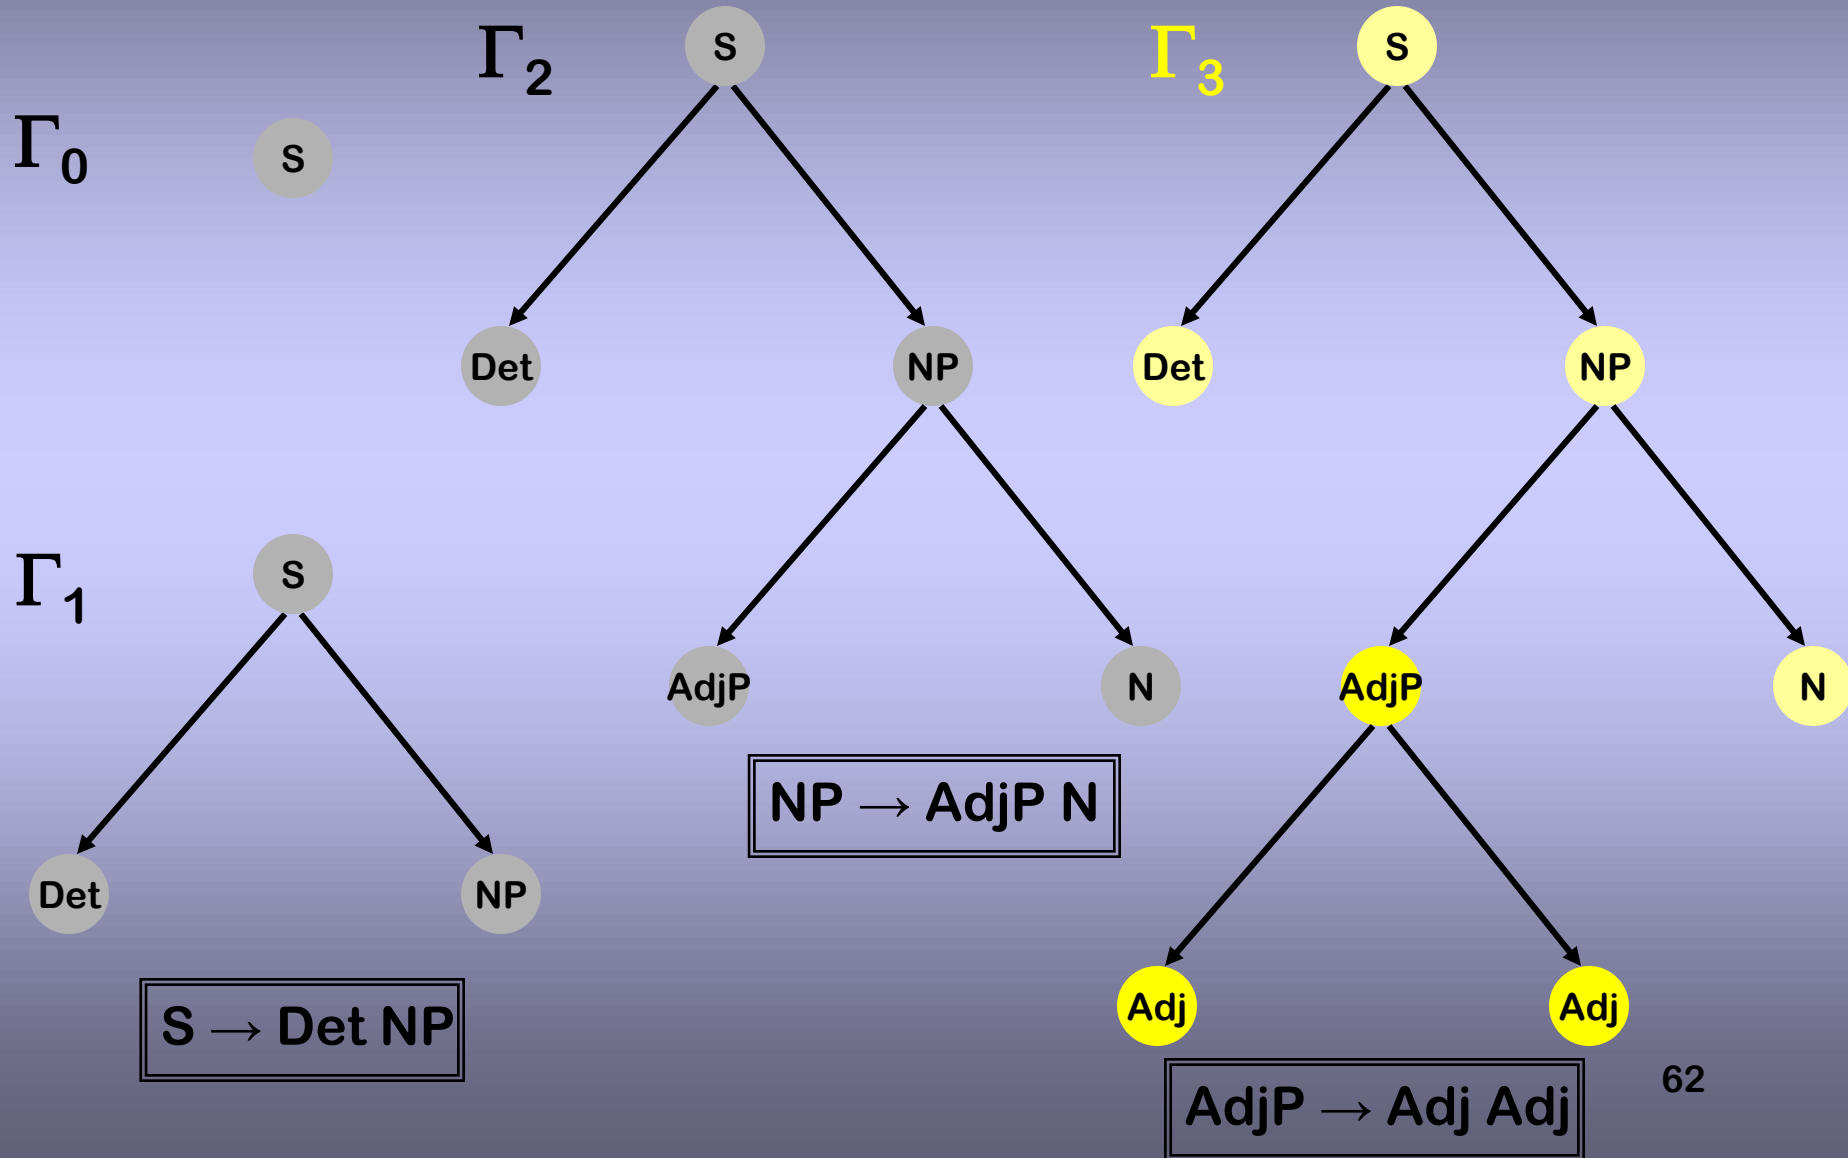 Γ0
S
Γ1
S
Det
NP
S → Det NP
Γ2
S
Det
NP
AdjP
N
NP → AdjP N
Γ3
S
Det
NP
AdjP
N
Adj
Adj
AdjP → Adj Adj
62